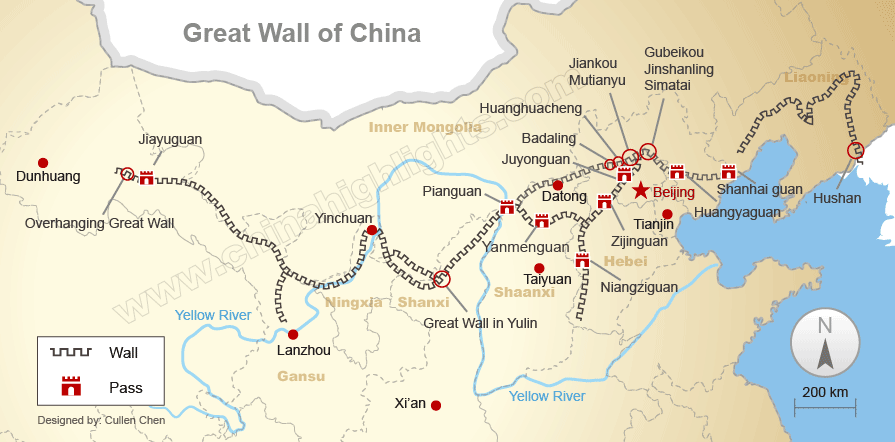 Great Wall of China
Gubeikou
Jinshanling
Simatai
Jiankou
Mutianyu
Liaoning
Huanghuacheng
Inner Mongolia
Badaling
Jiayuguan
Juyonguan
Dunhuang
Pianguan
Datong
Beijing
Shanhai guan
Hushan
Overhanging Great Wall
Yinchuan
Huangyaguan
Tianjin
Zijinguan
Yanmenguan
Hebei
Taiyuan
Niangziguan
Shaanxi
Ningxia
Shanxi
Yellow River
Great Wall in Yulin
Lanzhou
Gansu
Xi'an
Yellow River
Wall
Pass
Designed by: Cullen Chen
N
200 km
www.chinahighlights.com